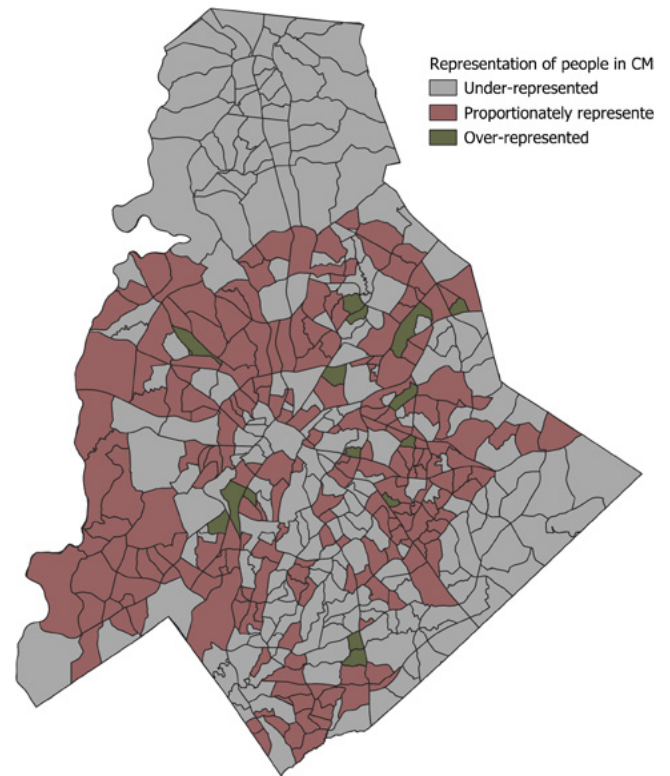 Representation of people in CM
Under-represented
Proportionately represente
Over-represented